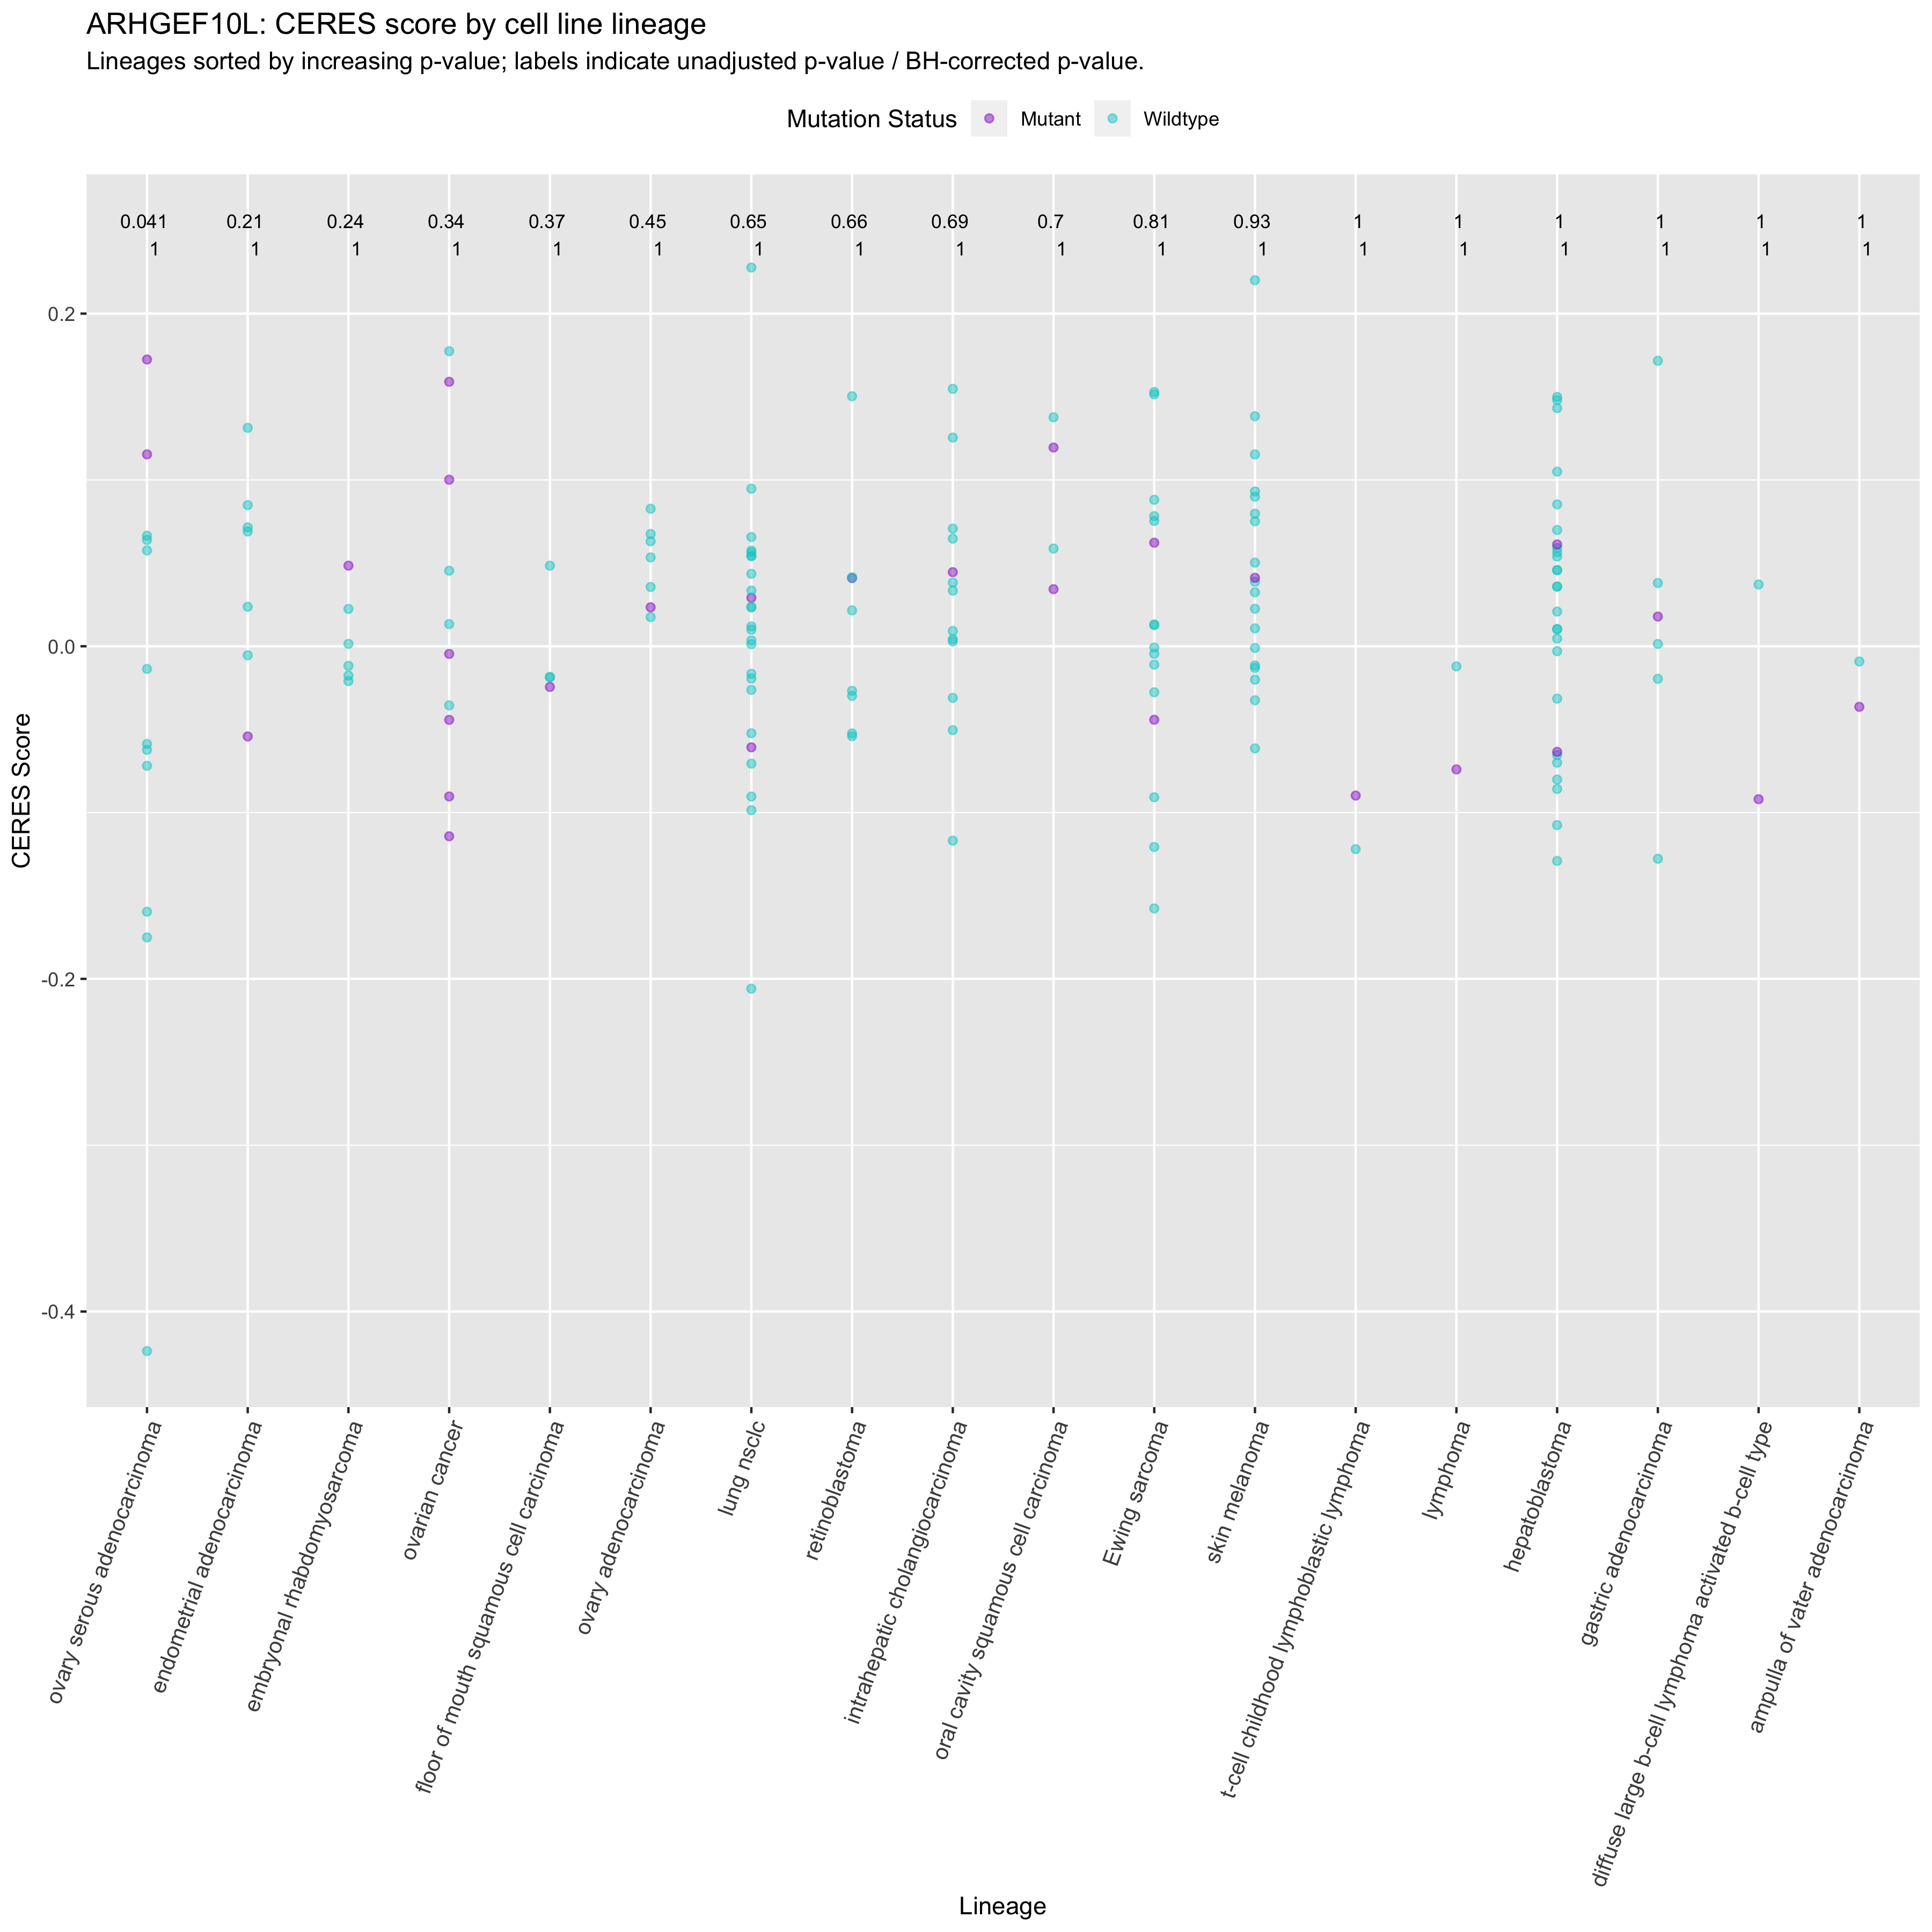 ARHGEF10L: CERES score by cell line lineage
Lineages sorted by increasing p-value; labels indicate unadjusted p-value / BH-corrected p-value.
Mutation Status Mutant Wildtype
0.041 0.21 0.24 0.34 0.37 0.45 0.65 0.66 0.69 0.7 0.81 0.93 1 1 1 1 1 1
1 1 1 1 1 1 1 1 1 1 1 1 1 1 1 1 1 1
0.2
0.0
-0.2
-0.4
CERES Score
ovary serous adenocarcinoma
endometrial adenocarcinoma
embryonal rhabdomyosarcoma
ovarian cancer
floor of mouth squamous cell carcinoma
ovary adenocarcinoma
lung nsclc
retinoblastoma
intrahepatic cholangiocarcinoma
oral cavity squamous cell carcinoma
Ewing sarcoma
skin melanoma
t-cell childhood lymphoblastic lymphoma
lymphoma
hepatoblastoma
gastric adenocarcinoma
diffuse large b-cell lymphoma activated b-cell type
ampulla of vater adenocarcinoma
Lineage